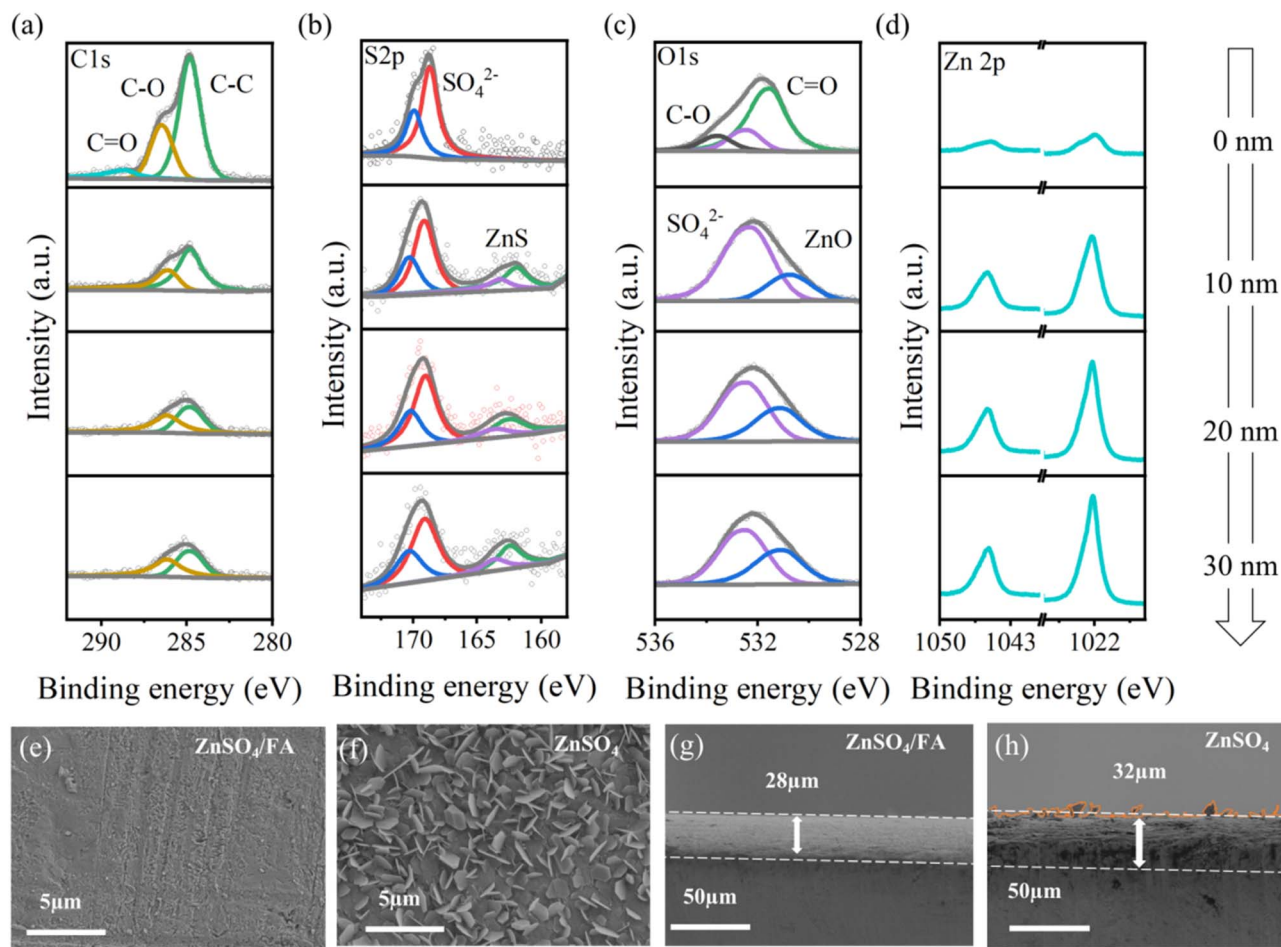 (a)
(b)
(c)
(d)
C1s
C-O
C-C
C=O
S2p
SO₄²⁻
O1s
C=O
C-O
Zn 2p
0 nm
ZnS
SO₄²⁻
ZnO
10 nm
20 nm
30 nm
Intensity (a.u.)
Intensity (a.u.)
Intensity (a.u.)
Intensity (a.u.)
290 285 280
170 165 160
536 531 528
1050 1043 1022
Binding energy (eV)
Binding energy (eV)
Binding energy (eV)
Binding energy (eV)
(e)
ZnSO₄/FA
5μm
(f)
ZnSO₄
5μm
(g)
ZnSO₄/FA
28μm
50μm
(h)
ZnSO₄
32μm
50μm